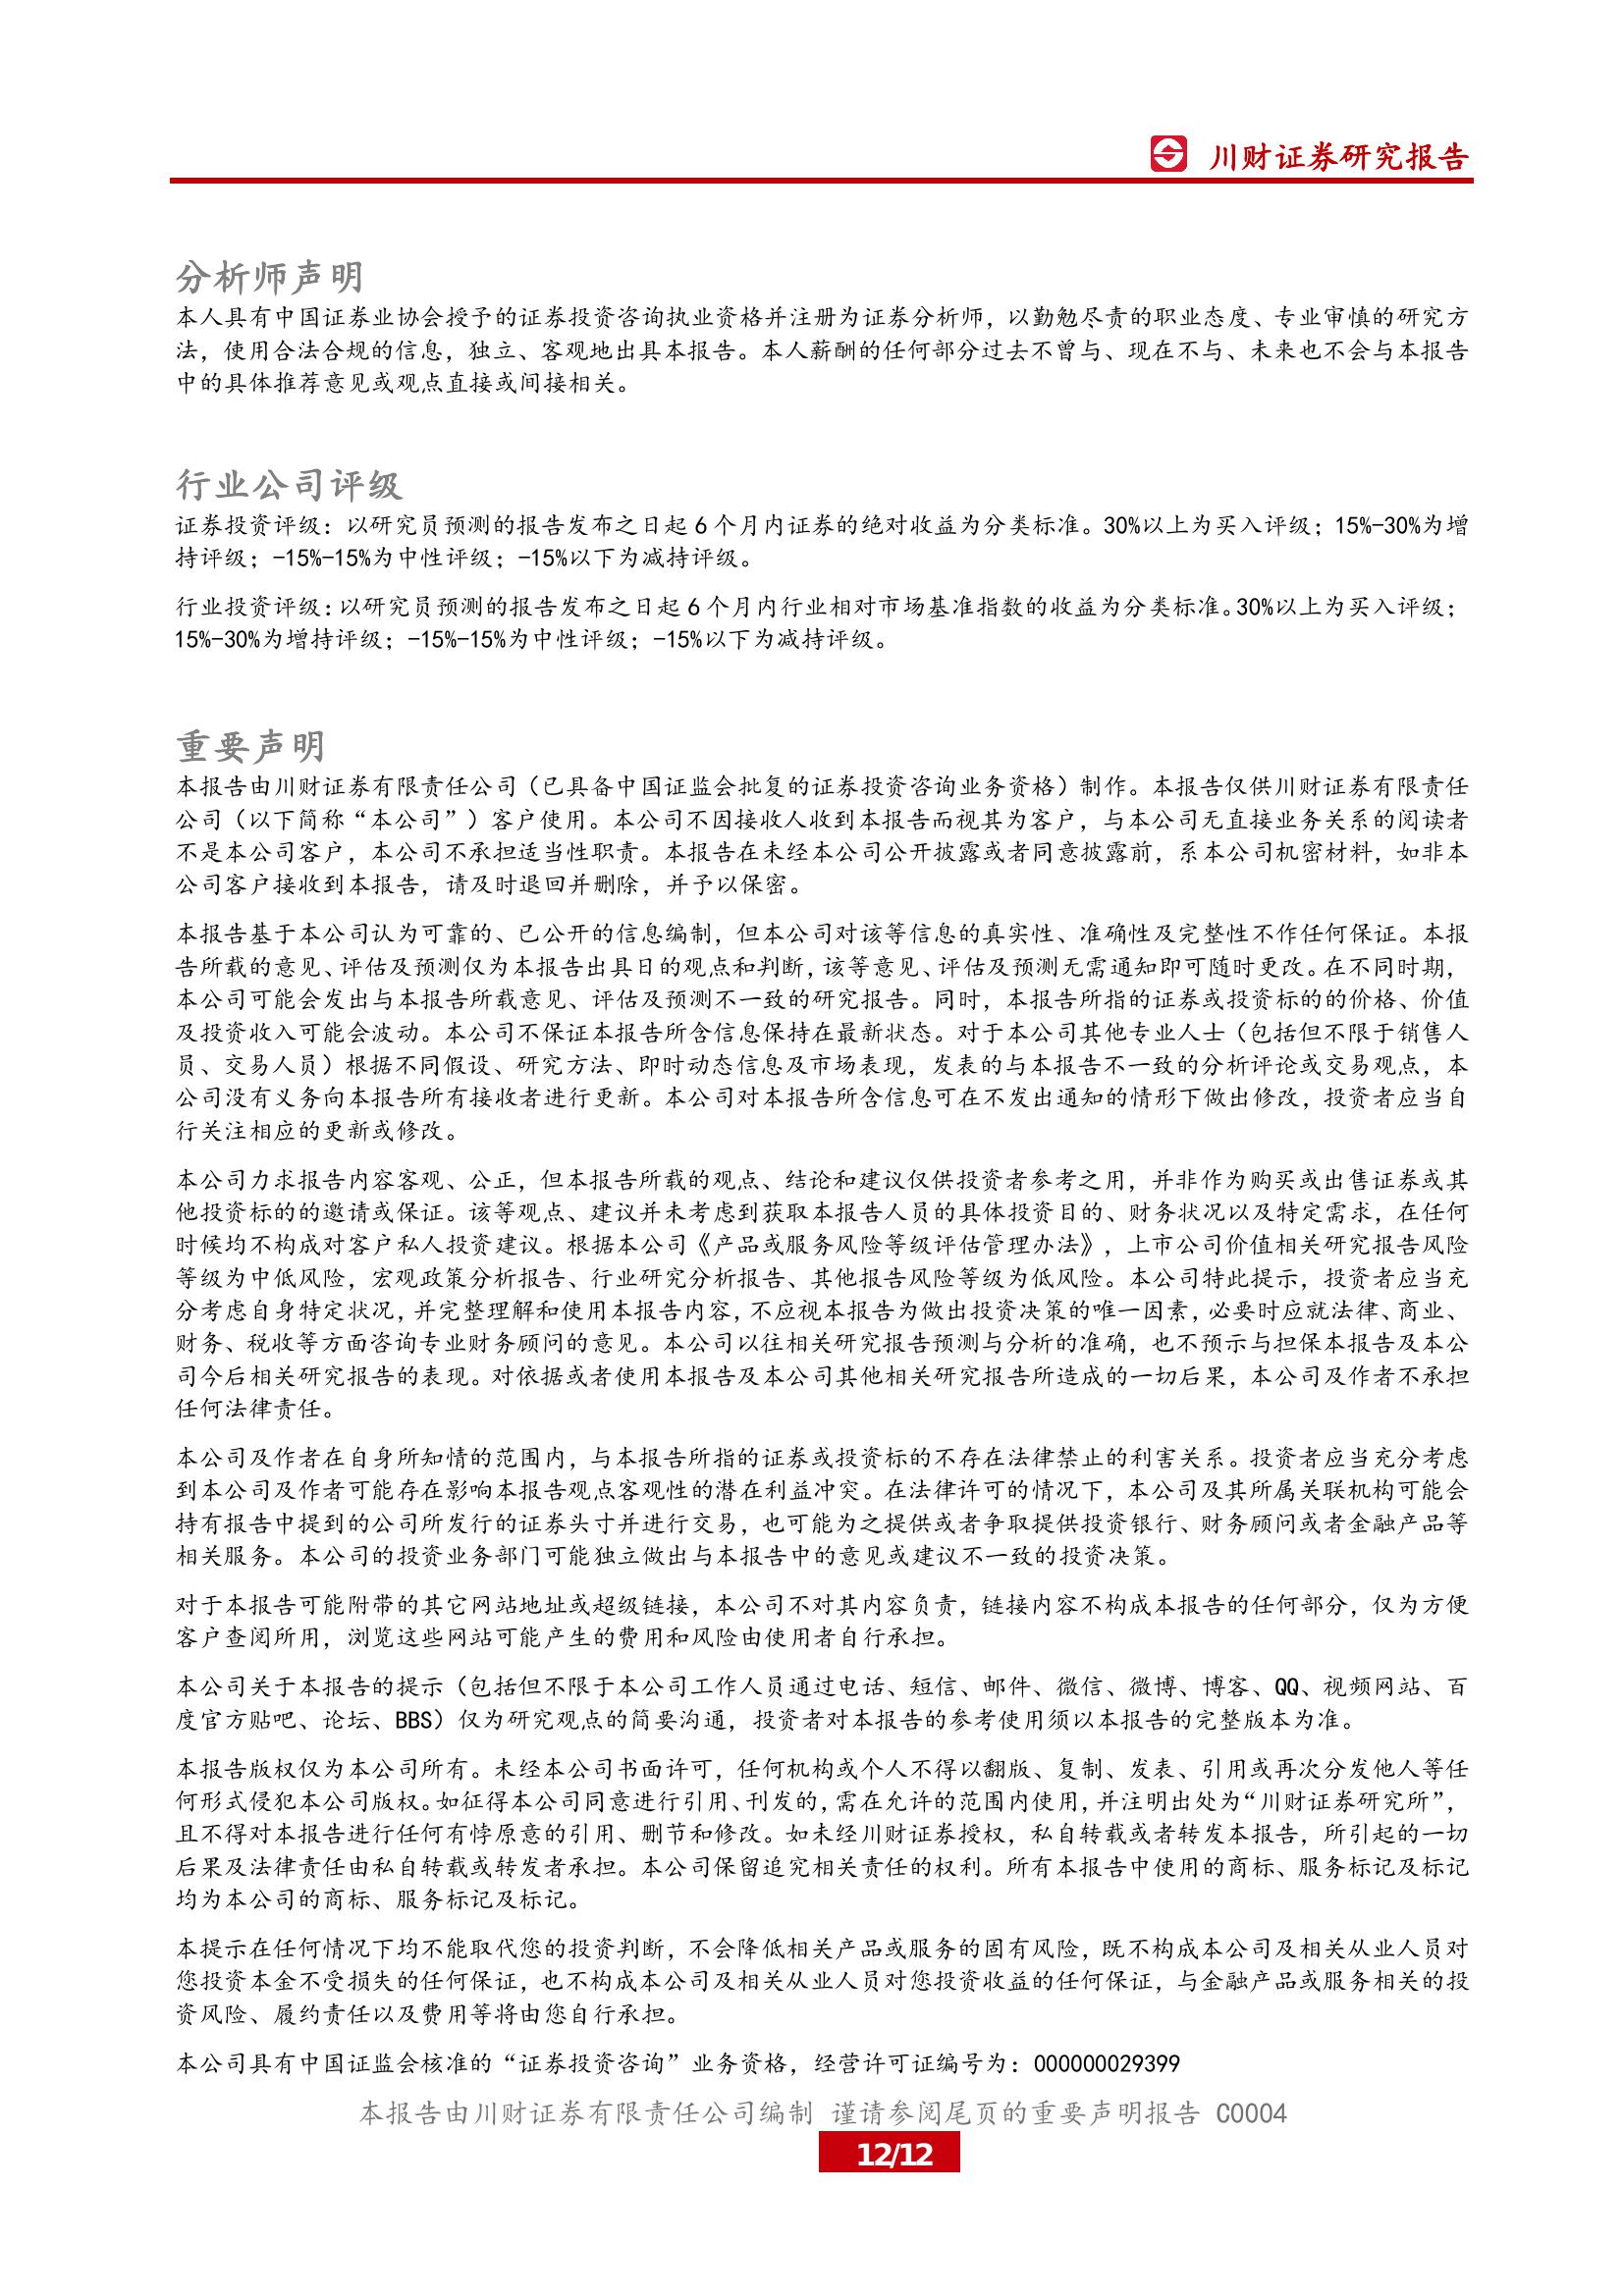 川财证券研究报告
分析师声明
本人具有中国证券业协会授予的证券投资咨询执业资格并注册为证券分析师，以勤勉尽责的职业态度、专业审慎的研究方
法，使用合法合规的信息，独立、客观地出具本报告。本人薪酬的任何部分过去不曾与、现在不与、未来也不会与本报告
中的具体推荐意见或观点直接或间接相关。
行业公司评级
证券投资评级：以研究员预测的报告发布之日起6个月内证券的绝对收益为分类标准。30%以上为买入评级；15%-30%为增
持评级；-15%-15%为中性评级；-15%以下为减持评级。
行业投资评级：以研究员预测的报告发布之日起6个月内行业相对市场基准指数的收益为分类标准。30%以上为买入评级；
15%-30%为增持评级；-15%-15%为中性评级；-15%以下为减持评级。
重要声明
本报告由川财证券有限责任公司（已具备中国证监会批复的证券投资咨询业务资格）制作。本报告仅供川财证券有限责任
公司（以下简称“本公司”）客户使用。本公司不因接收人收到本报告而视其为客户，与本公司无直接业务关系的阅读者
不是本公司客户，本公司不承担适当性职责。本报告在未经本公司公开披露或者同意披露前，系本公司机密材料，如非本
公司客户接收到本报告，请及时退回并删除，并予以保密。
本报告基于本公司认为可靠的、已公开的信息编制，但本公司对该等信息的真实性、准确性及完整性不作任何保证。本报
告所载的意见、评估及预测仅为本报告出具日的观点和判断，该等意见、评估及预测无需通知即可随时更改。在不同时期，
本公司可能会发出与本报告所载意见、评估及预测不一致的研究报告。同时，本报告所指的证券或投资标的的价格、价值
及投资收入可能会波动。本公司不保证本报告所含信息保持在最新状态。对于本公司其他专业人士（包括但不限于销售人
员、交易人员）根据不同假设、研究方法、即时动态信息及市场表现，发表的与本报告不一致的分析评论或交易观点，本
公司没有义务向本报告所有接收者进行更新。本公司对本报告所含信息可在不发出通知的情形下做出修改，投资者应当自
行关注相应的更新或修改。
本公司力求报告内容客观、公正，但本报告所载的观点、结论和建议仅供投资者参考之用，并非作为购买或出售证券或其
他投资标的的邀请或保证。该等观点、建议并未考虑到获取本报告人员的具体投资目的、财务状况以及特定需求，在任何
时候均不构成对客户私人投资建议。根据本公司《产品或服务风险等级评估管理办法》，上市公司价值相关研究报告风险
等级为中低风险，宏观政策分析报告、行业研究分析报告、其他报告风险等级为低风险。本公司特此提示，投资者应当充
分考虑自身特定状况，并完整理解和使用本报告内容，不应视本报告为做出投资决策的唯一因素，必要时应就法律、商业、
财务、税收等方面咨询专业财务顾问的意见。本公司以往相关研究报告预测与分析的准确，也不预示与担保本报告及本公
司今后相关研究报告的表现。对依据或者使用本报告及本公司其他相关研究报告所造成的一切后果，本公司及作者不承担
任何法律责任。
本公司及作者在自身所知情的范围内，与本报告所指的证券或投资标的不存在法律禁止的利害关系。投资者应当充分考虑
到本公司及作者可能存在影响本报告观点客观性的潜在利益冲突。在法律许可的情况下，本公司及其所属关联机构可能会
持有报告中提到的公司所发行的证券头寸并进行交易，也可能为之提供或者争取提供投资银行、财务顾问或者金融产品等
相关服务。本公司的投资业务部门可能独立做出与本报告中的意见或建议不一致的投资决策。
对于本报告可能附带的其它网站地址或超级链接，本公司不对其内容负责，链接内容不构成本报告的任何部分，仅为方便
客户查阅所用，浏览这些网站可能产生的费用和风险由使用者自行承担。
本公司关于本报告的提示（包括但不限于本公司工作人员通过电话、短信、邮件、微信、微博、博客、QQ、视频网站、百
度官方贴吧、论坛、BBS）仅为研究观点的简要沟通，投资者对本报告的参考使用须以本报告的完整版本为准。
本报告版权仅为本公司所有。未经本公司书面许可，任何机构或个人不得以翻版、复制、发表、引用或再次分发他人等任
何形式侵犯本公司版权。如征得本公司同意进行引用、刊发的，需在允许的范围内使用，并注明出处为“川财证券研究所”，
且不得对本报告进行任何有悖原意的引用、删节和修改。如未经川财证券授权，私自转载或者转发本报告，所引起的一切
后果及法律责任由私自转载或转发者承担。本公司保留追究相关责任的权利。所有本报告中使用的商标、服务标记及标记
均为本公司的商标、服务标记及标记。
本提示在任何情况下均不能取代您的投资判断，不会降低相关产品或服务的固有风险，既不构成本公司及相关从业人员对
您投资本金不受损失的任何保证，也不构成本公司及相关从业人员对您投资收益的任何保证，与金融产品或服务相关的投
资风险、履约责任以及费用等将由您自行承担。
本公司具有中国证监会核准的“证券投资咨询”业务资格，经营许可证编号为：000000029399
本报告由川财证券有限责任公司编制 谨请参阅尾页的重要声明报告 C0004
12/12